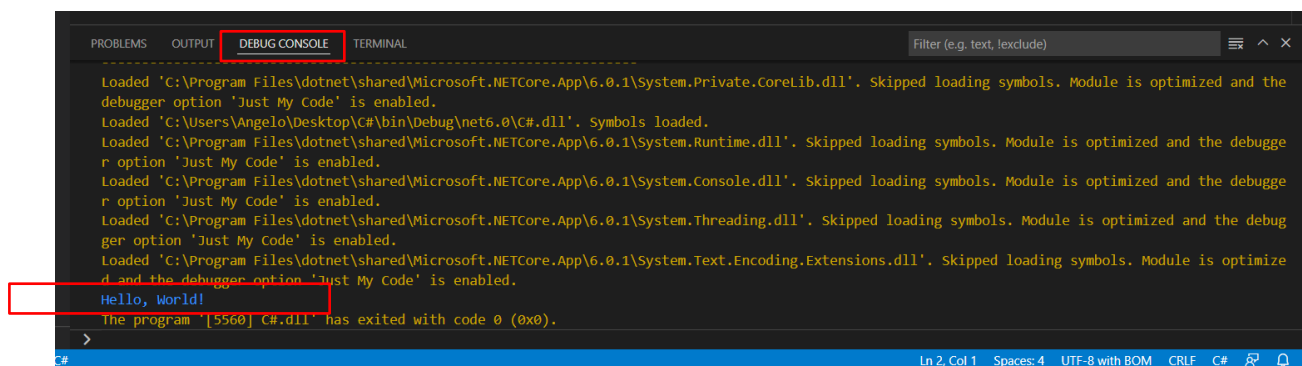 PROBLEMS OUTPUT DEBUG CONSOLE TERMINAL Filter (e.g. text, !exclude)
Loaded 'C:\Program Files\dotnet\shared\Microsoft.NETCore.App\6.0.1\System.Private.CoreLib.dll'. Skipped loading symbols. Module is optimized and the
debugger option 'Just My Code' is enabled.
Loaded 'C:\Users\Angelo\Desktop\C#\bin\Debug\net6.0\C#.dll'. Symbols loaded.
Loaded 'C:\Program Files\dotnet\shared\Microsoft.NETCore.App\6.0.1\System.Runtime.dll'. Skipped loading symbols. Module is optimized and the debugge
r option 'Just My Code' is enabled.
Loaded 'C:\Program Files\dotnet\shared\Microsoft.NETCore.App\6.0.1\System.Console.dll'. Skipped loading symbols. Module is optimized and the debugge
r option 'Just My Code' is enabled.
Loaded 'C:\Program Files\dotnet\shared\Microsoft.NETCore.App\6.0.1\System.Threading.dll'. Skipped loading symbols. Module is optimized and the debug
ger option 'Just My Code' is enabled.
Loaded 'C:\Program Files\dotnet\shared\Microsoft.NETCore.App\6.0.1\System.Text.Encoding.Extensions.dll'. Skipped loading symbols. Module is optimize
d and the debugger option 'Just My Code' is enabled.
Hello, World!
The program '[5560] C#.dll' has exited with code 0 (0x0).
>
C# Ln 2, Col 1 Spaces: 4 UTF-8 with BOM CRLF C#